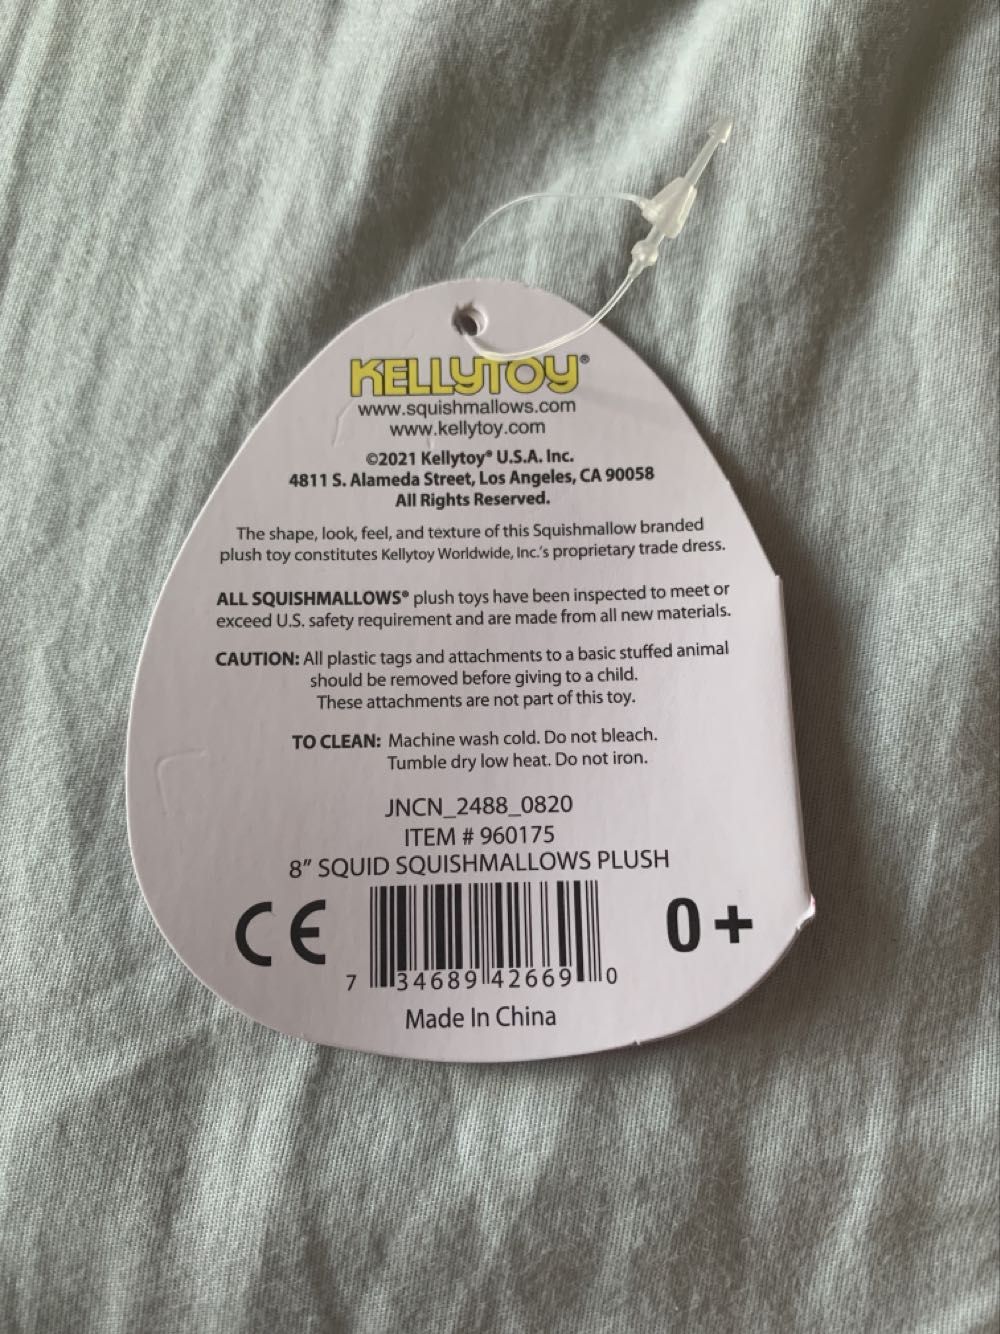 KELLYTOY®
www.squishmallows.com
www.kellytoy.com
©2021 Kellytoy® U.S.A. Inc.
4811 S. Alameda Street, Los Angeles, CA 90058
All Rights Reserved.
The shape, look, feel, and texture of this Squishmallow branded
plush toy constitutes Kellytoy Worldwide, Inc.'s proprietary trade dress.
ALL SQUISHMALLOWS® plush toys have been inspected to meet or
exceed U.S. safety requirement and are made from all new materials.
CAUTION: All plastic tags and attachments to a basic stuffed animal
should be removed before giving to a child.
These attachments are not part of this toy.
TO CLEAN: Machine wash cold. Do not bleach.
Tumble dry low heat. Do not iron.
JNCN_2488_0820
ITEM # 960175
8” SQUID SQUISHMALLOWS PLUSH
CE 0+
7 34689 42669 0
Made In China